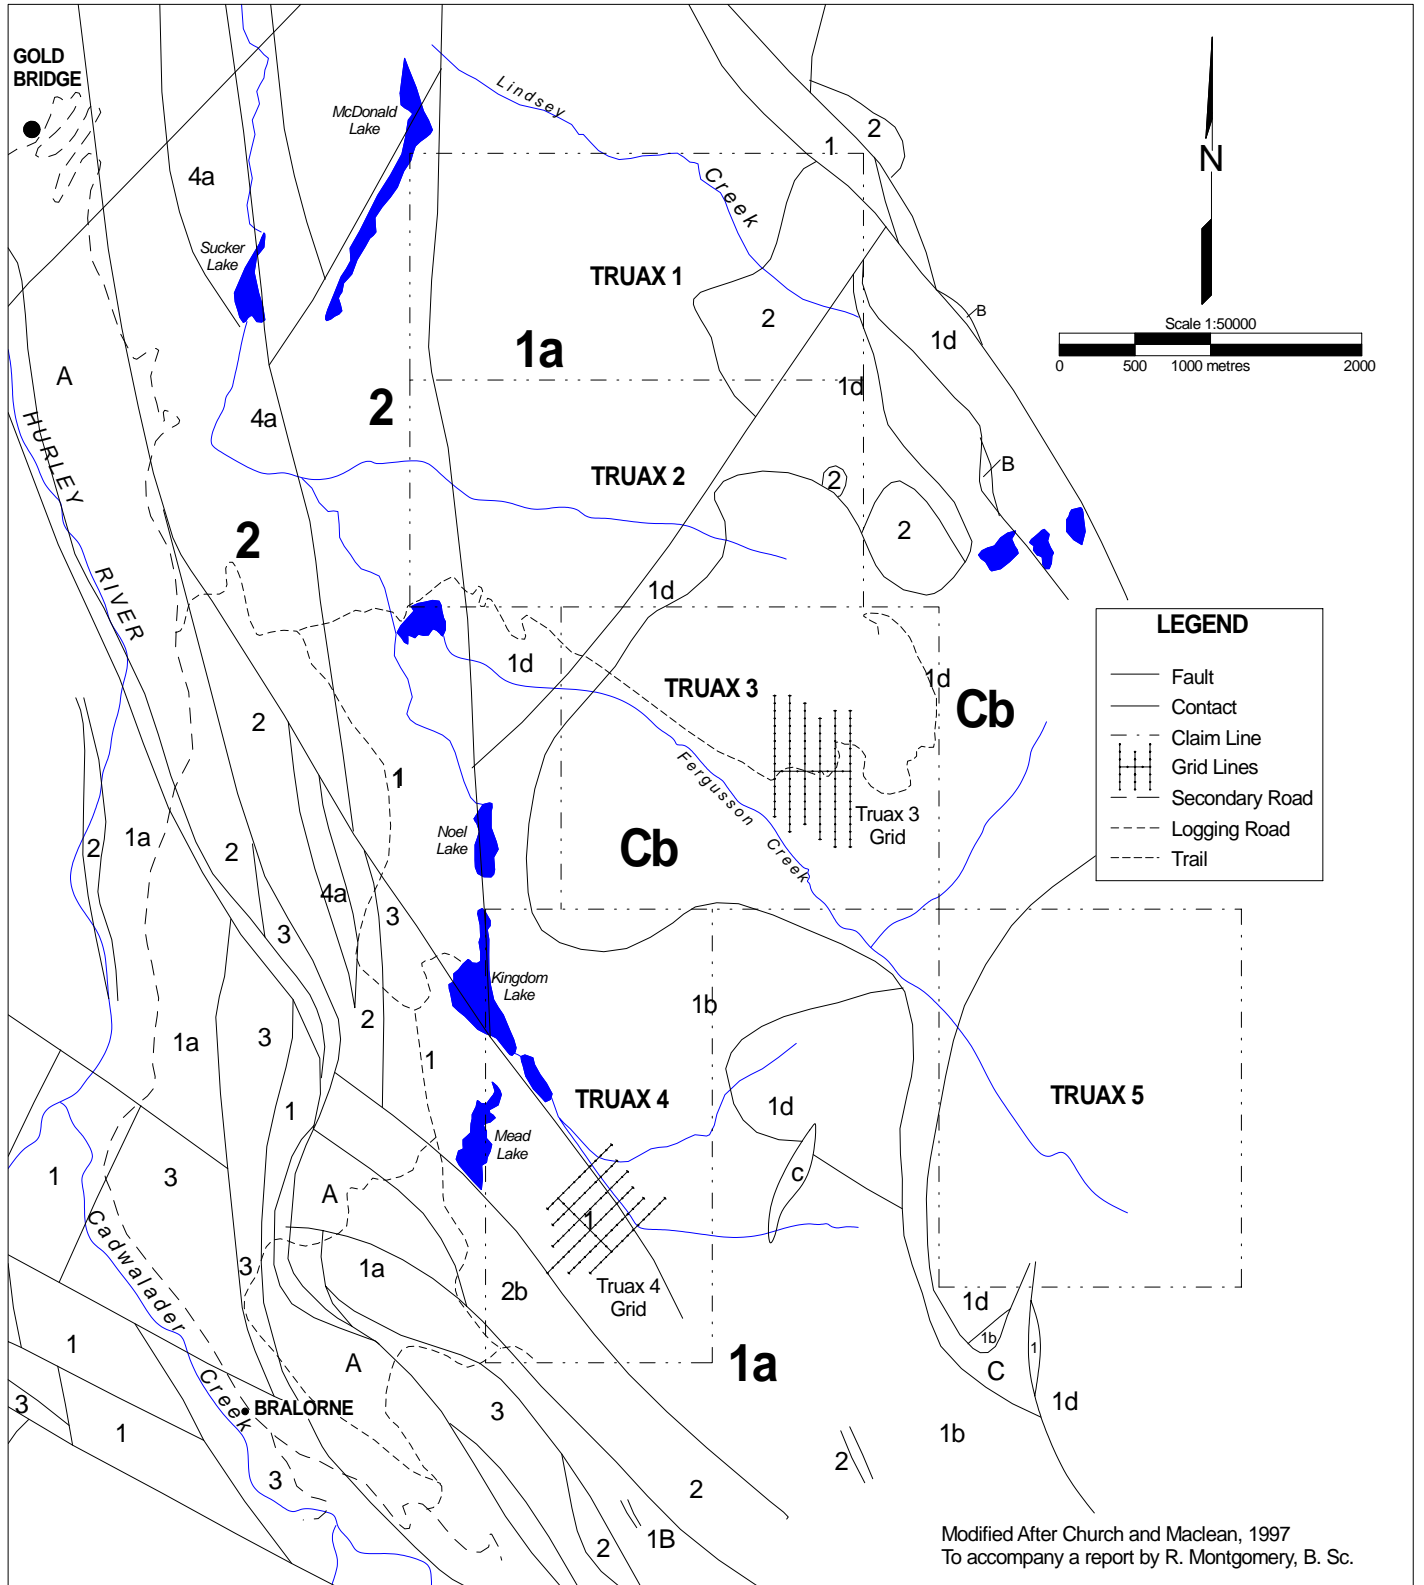 GOLD
BRIDGE
McDonald
Lake
Lindsey
Creek
N
Scale 1:50000
0 500 1000 metres 2000
4a
Sucker
Lake
1
2
TRUAX 1
2
1a
B
1d
1d
A
2
4a
HURLEY
RIVER
TRUAX 2
2
2
B
2
1d
1d
TRUAX 3
1d
Cb
LEGEND
Fault
Contact
Claim Line
Grid Lines
Secondary Road
Logging Road
Trail
2
1
Fergusson
Creek
Truax 3
Grid
Noel
Lake
Cb
2
1a
2
4a
3
3
Kingdom
Lake
1b
2
1a
3
1
1
TRUAX 4
1d
TRUAX 5
Mead
Lake
c
1
3
A
1
Cadwalader
Creek
3
1a
2b
Truax 4
Grid
1d
1b
1
1
A
1a
C
1d
3
BRALORNE
3
1
1b
2
3
2
1B
2
Modified After Church and Maclean, 1997
To accompany a report by R. Montgomery, B. Sc.